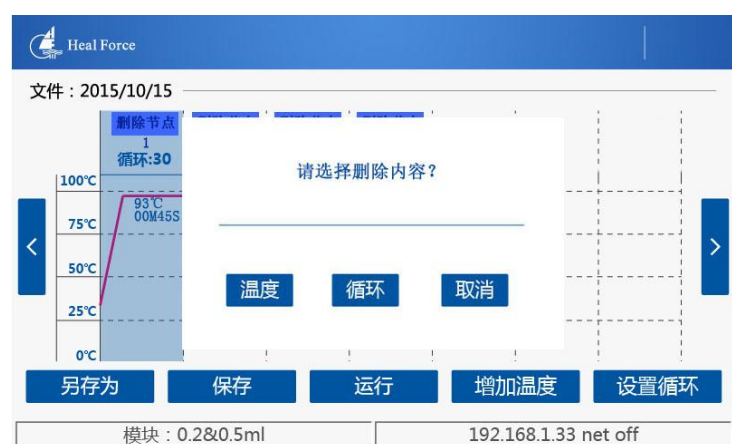 Heal Force
文件：2015/10/15
删除节点
1
循环:30
100℃
93℃
00M45S
75℃
50℃
25℃
0℃
请选择删除内容?
温度 循环 取消
另存为 保存 运行 增加温度 设置循环
模块：0.2&0.5ml 192.168.1.33 net off